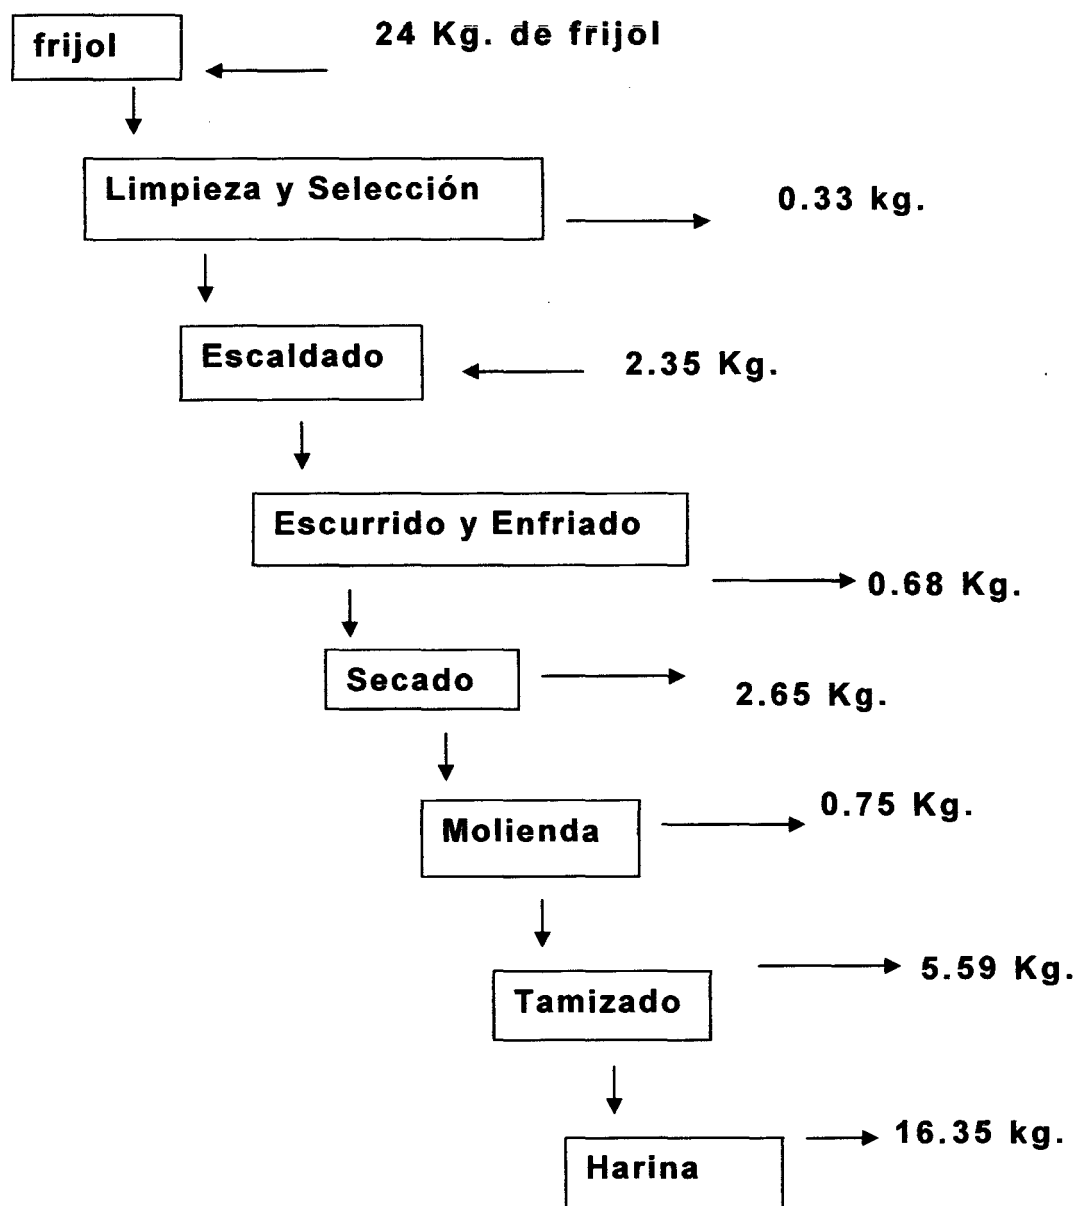 frijol
24 Kg. de frijol
Limpieza y Selección
0.33 kg.
Escaldado
2.35 Kg.
Escurrido y Enfriado
0.68 Kg.
Secado
2.65 Kg.
Molienda
0.75 Kg.
Tamizado
5.59 Kg.
Harina
16.35 kg.